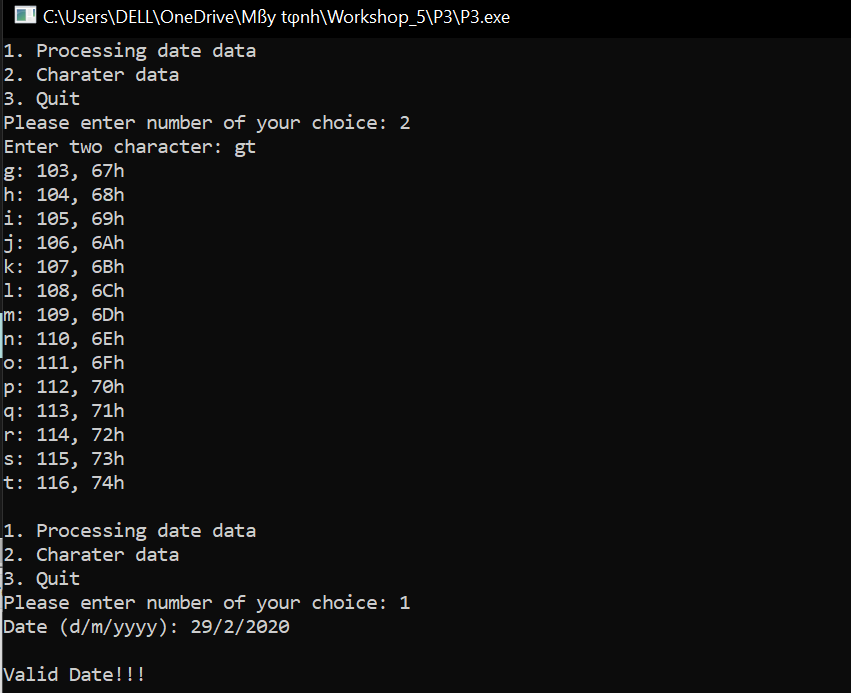 C:\Users\DELL\OneDrive\Mßy tφnh\Workshop_5\P3\P3.exe
1. Processing date data
2. Charater data
3. Quit
Please enter number of your choice: 2
Enter two character: gt
g: 103, 67h
h: 104, 68h
i: 105, 69h
j: 106, 6Ah
k: 107, 6Bh
l: 108, 6Ch
m: 109, 6Dh
n: 110, 6Eh
o: 111, 6Fh
p: 112, 70h
q: 113, 71h
r: 114, 72h
s: 115, 73h
t: 116, 74h
1. Processing date data
2. Charater data
3. Quit
Please enter number of your choice: 1
Date (d/m/yyyy): 29/2/2020
Valid Date!!!